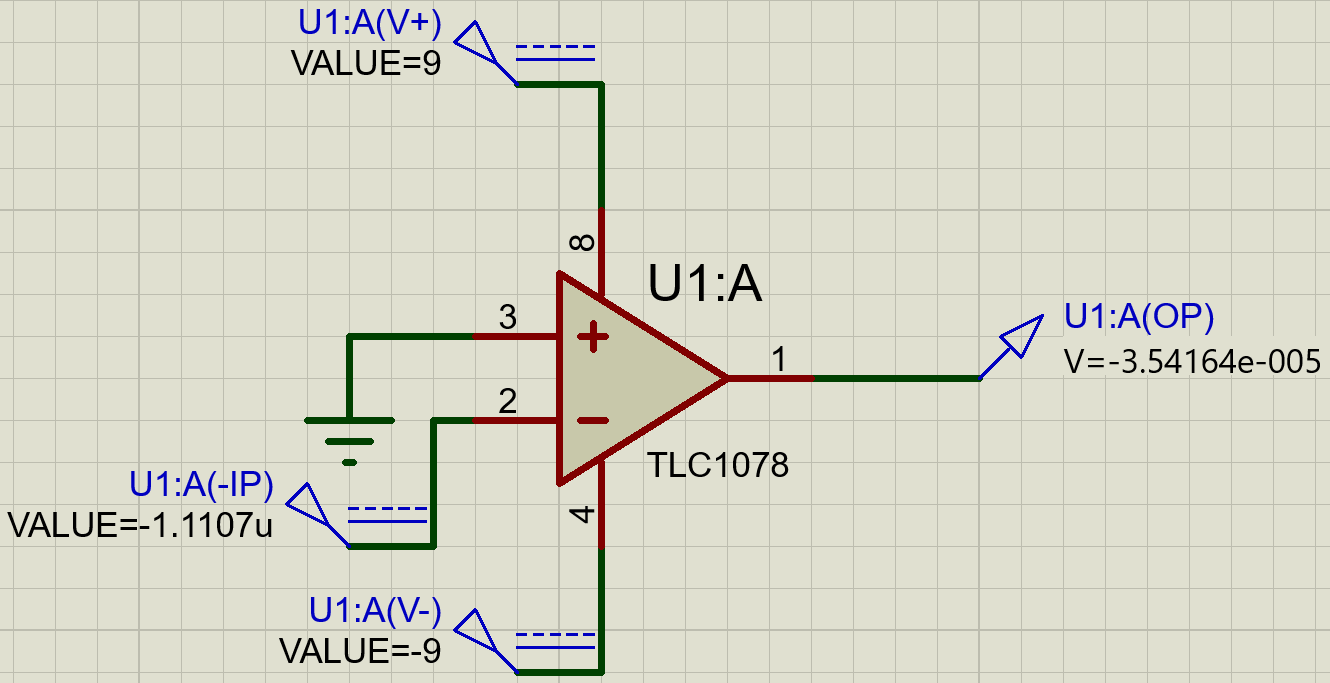 U1:A(V+)
VALUE=9
8
U1:A
3
+
U1:A(OP)
1
V=-3.54164e-005
2
−
TLC1078
U1:A(-IP)
VALUE=-1.1107u
4
U1:A(V-)
VALUE=-9